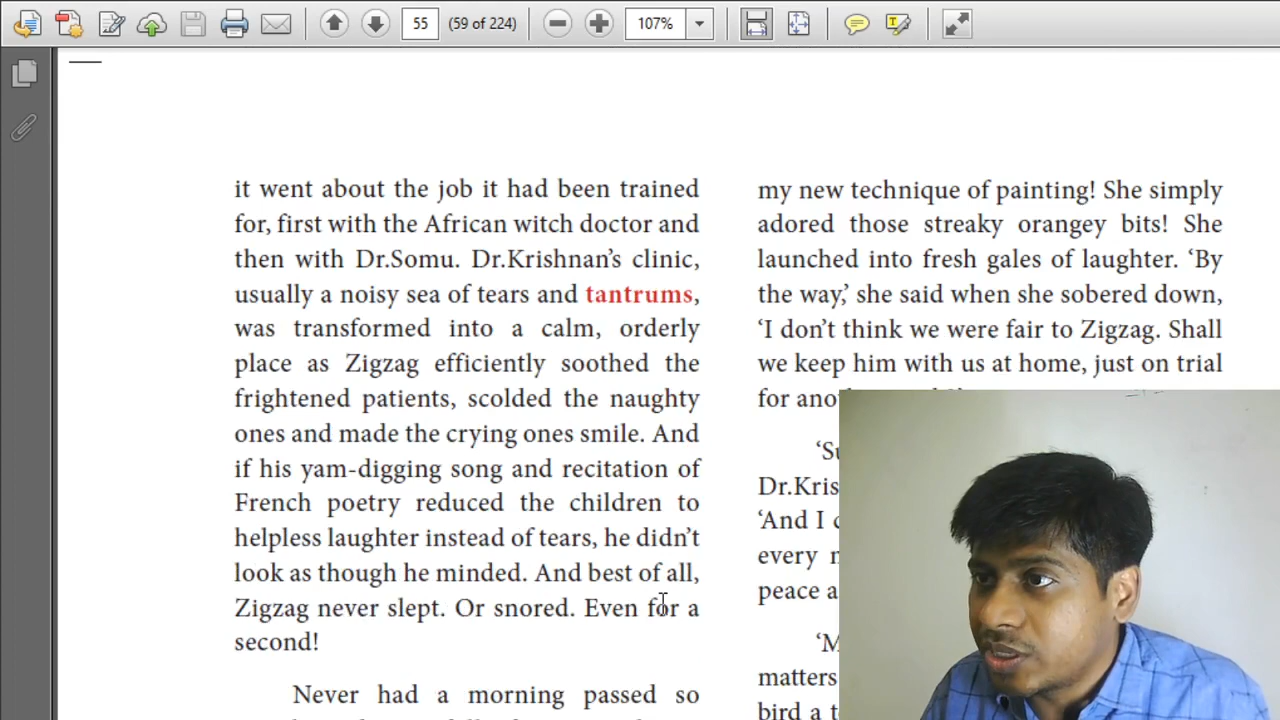 55
(59 of 224)
107%
it went about the job it had been trained
for, first with the African witch doctor and
then with Dr.Somu. Dr.Krishnan’s clinic,
usually a noisy sea of tears and tantrums,
was transformed into a calm, orderly
place as Zigzag efficiently soothed the
frightened patients, scolded the naughty
ones and made the crying ones smile. And
if his yam-digging song and recitation of
French poetry reduced the children to
helpless laughter instead of tears, he didn’t
look as though he minded. And best of all,
Zigzag never slept. Or snored. Even for a
second!
Never had a morning passed so
my new technique of painting! She simply
adored those streaky orangey bits! She
launched into fresh gales of laughter. ‘By
the way,’ she said when she sobered down,
‘I don’t think we were fair to Zigzag. Shall
we keep him with us at home, just on trial
for
‘And I
every
peace
matters
bird a